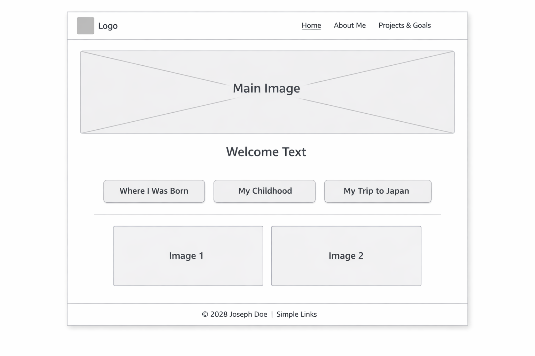 Logo Home About Me Projects & Goals
Main Image
Welcome Text
Where I Was Born My Childhood My Trip to Japan
Image 1 Image 2
© 2028 Joseph Doe | Simple Links